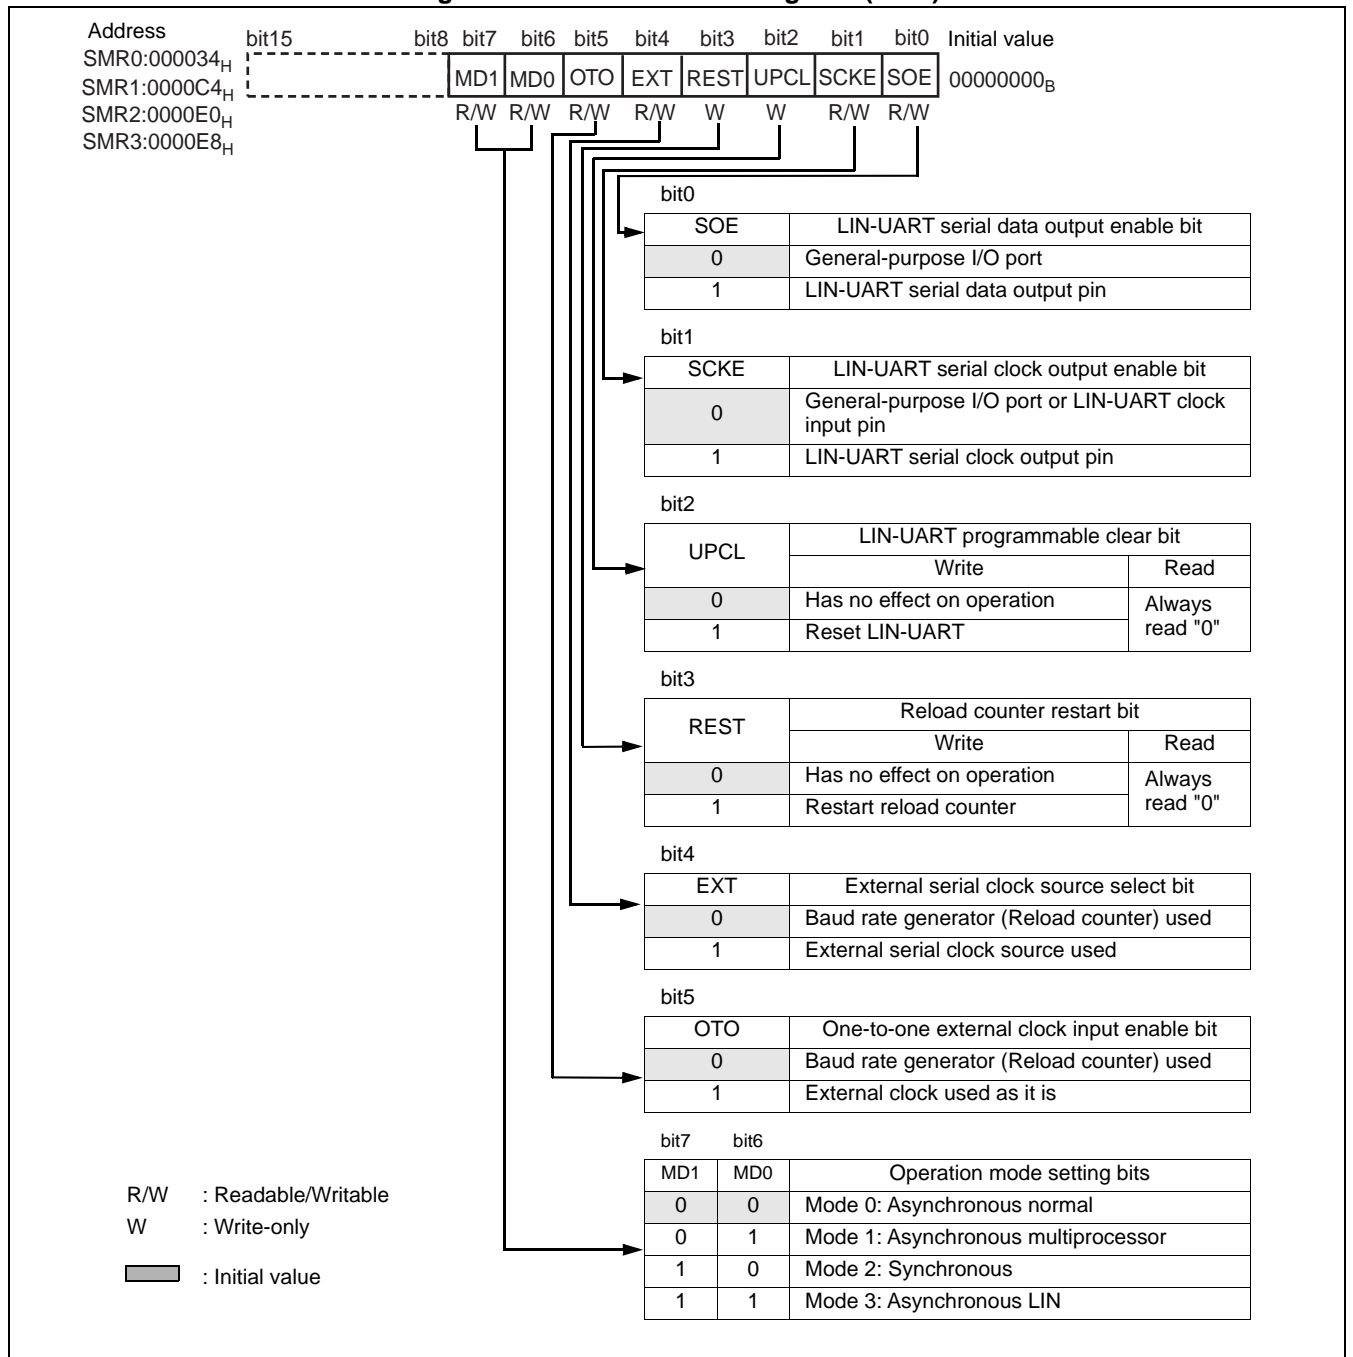 Address
bit15 bit8 bit7 bit6 bit5 bit4 bit3 bit2 bit1 bit0 Initial value
SMR0:000034H
SMR1:0000C4H
SMR2:0000E0H
SMR3:0000E8H
MD1 MD0 OTO EXT REST UPCL SCKE SOE 00000000B
R/W R/W R/W R/W W W R/W R/W
bit0
SOE LIN-UART serial data output enable bit
0 General-purpose I/O port
1 LIN-UART serial data output pin
bit1
SCKE LIN-UART serial clock output enable bit
0 General-purpose I/O port or LIN-UART clock
input pin
1 LIN-UART serial clock output pin
bit2
UPCL LIN-UART programmable clear bit
Write Read
0 Has no effect on operation Always
1 Reset LIN-UART read "0"
bit3
REST Reload counter restart bit
Write Read
0 Has no effect on operation Always
1 Restart reload counter read "0"
bit4
EXT External serial clock source select bit
0 Baud rate generator (Reload counter) used
1 External serial clock source used
bit5
OTO One-to-one external clock input enable bit
0 Baud rate generator (Reload counter) used
1 External clock used as it is
bit7 bit6
MD1 MD0 Operation mode setting bits
0 0 Mode 0: Asynchronous normal
0 1 Mode 1: Asynchronous multiprocessor
1 0 Mode 2: Synchronous
1 1 Mode 3: Asynchronous LIN
R/W : Readable/Writable
W : Write-only
: Initial value